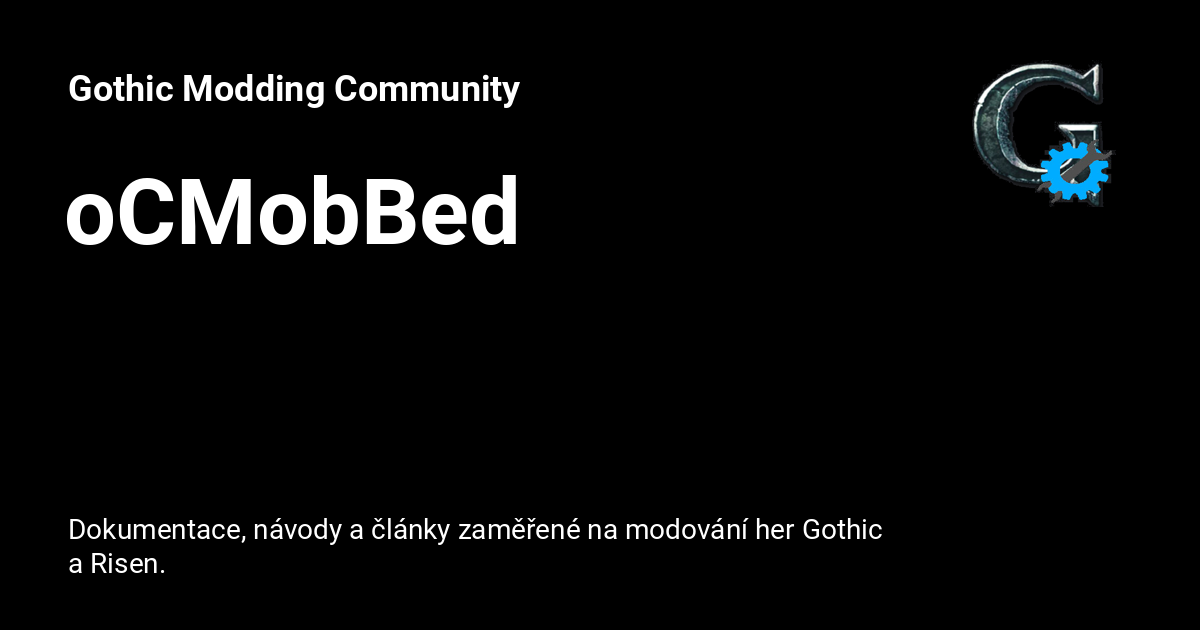 Gothic Modding Community
oCMobBed
Dokumentace, návody a články zaměřené na modování her Gothic
a Risen.